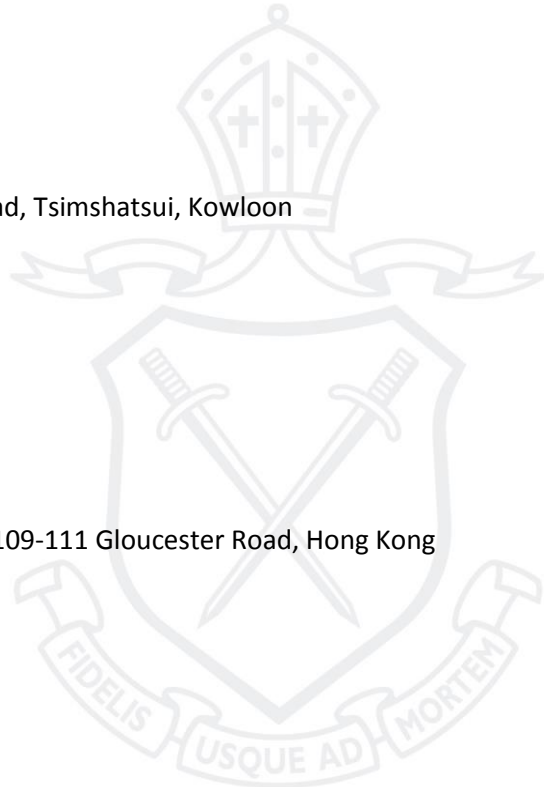 nd, Tsimshatsui, Kowloon
109-111 Gloucester Road, Hong Kong
FIDELIS
USQUE AD
MORTEM